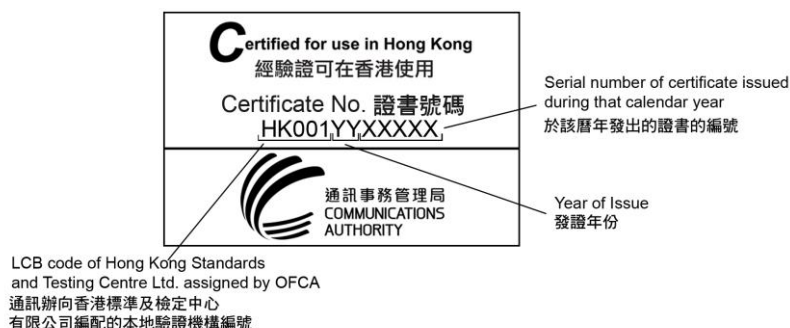 Certified for use in Hong Kong
經驗證可在香港使用
Certificate No. 證書號碼
HK001YYXXXXX
通訊事務管理局
COMMUNICATIONS
AUTHORITY
Serial number of certificate issued
during that calendar year
於該曆年發出的證書的編號
Year of Issue
發證年份
LCB code of Hong Kong Standards
and Testing Centre Ltd. assigned by OFCA
通訊辦向香港標準及檢定中心
有限公司編配的本地驗證機構編號